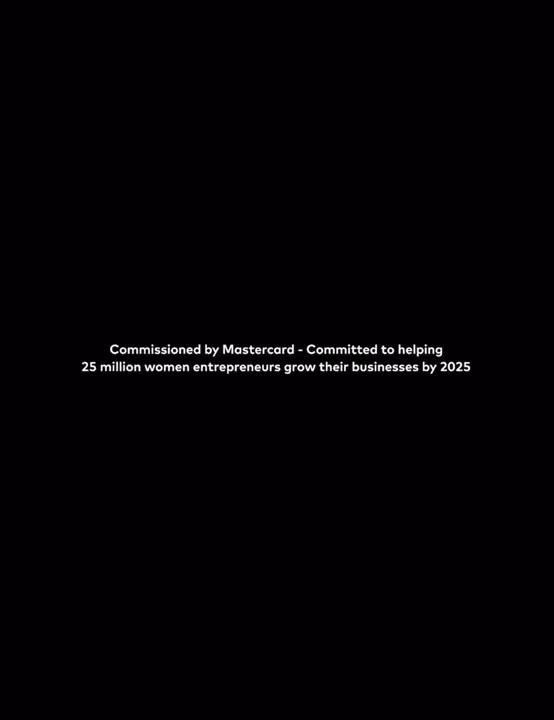 Commissioned by Mastercard - Committed to helping
25 million women entrepreneurs grow their businesses by 2025